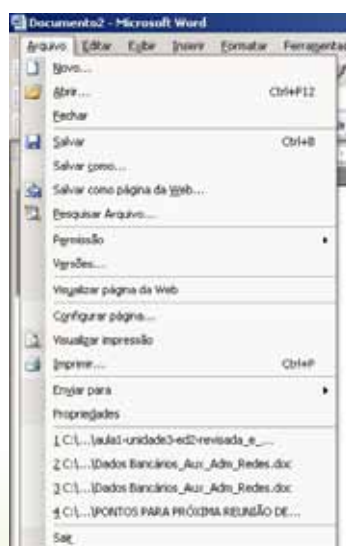 Documento2 - Microsoft Word
Arquivo Editar Exibir Inserir Formatar Ferramentas
Novo...
Abrir... Ctrl+F12
Fechar
Salvar Ctrl+B
Salvar como...
Salvar como página da Web...
Pesquisar Arquivo...
Permissão
Versões...
Visualizar página da Web
Configurar página...
Visualizar impressão
Imprimir... Ctrl+P
Enviar para
Propriedades
1 C:\...\aula1-unidade3-ed2-revisada_e_...
2 C:\...\Dados Bancários_Aux_Adm_Redes.doc
3 C:\...\Dados Bancários_Aux_Adm_Redes.doc
4 C:\...\PONTOS PARA PRÓXIMA REUNIÃO DE...
Sair